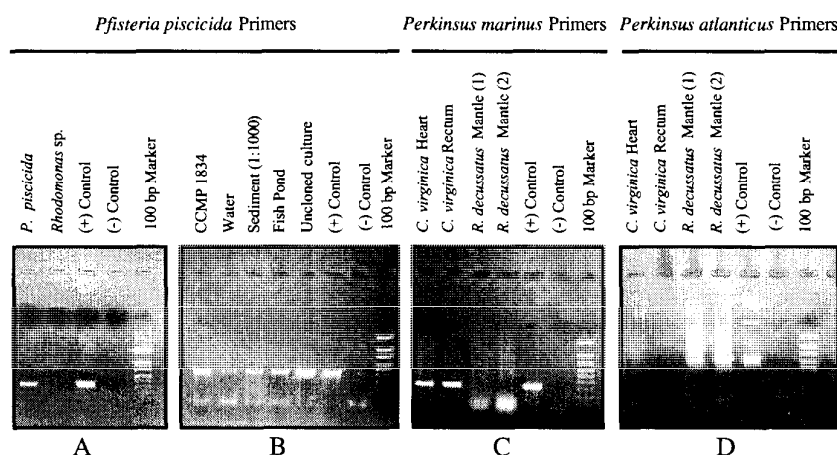 Pfisteria piscicida Primers
Perkinsus marinus Primers
Perkinsus atlanticus Primers
P. piscicida
Rhodomonas sp.
(+) Control
(-) Control
100 bp Marker
CCMP 1834
Water
Sediment (1:1000)
Fish Pond
Uncloned culture
(+) Control
(-) Control
100 bp Marker
C. virginica Heart
C. virginica Rectum
R. decussatus Mantle (1)
R. decussatus Mantle (2)
(+) Control
(-) Control
100 bp Marker
C. virginica Heart
C. virginica Rectum
R. decussatus Mantle (1)
R. decussatus Mantle (2)
(+) Control
(-) Control
100 bp Marker
A
B
C
D